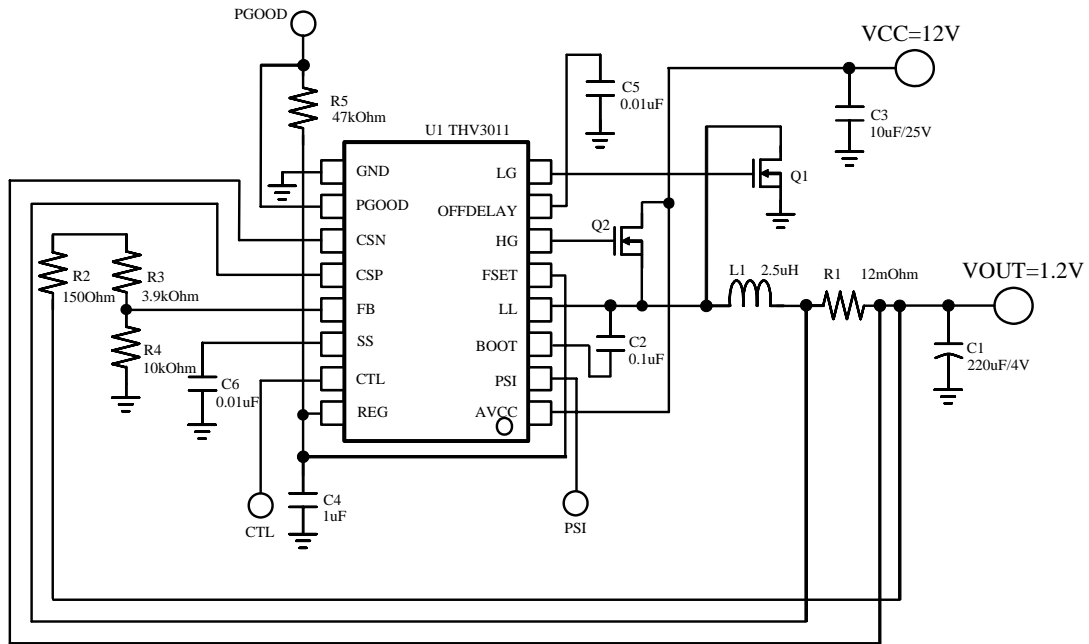 PGOOD
VCC=12V
R5
47kOhm
C5
0.01uF
C3
10uF/25V
U1 THV3011
GND
LG
Q1
PGOOD
OFFDELAY
CSN
HG
Q2
CSP
FSET
R2
150Ohm
R3
3.9kOhm
L1
2.5uH
R1
12mOhm
VOUT=1.2V
FB
LL
R4
10kOhm
SS
BOOT
C2
0.1uF
C1
220uF/4V
C6
0.01uF
CTL
PSI
REG
AVCC
C4
1uF
CTL
PSI